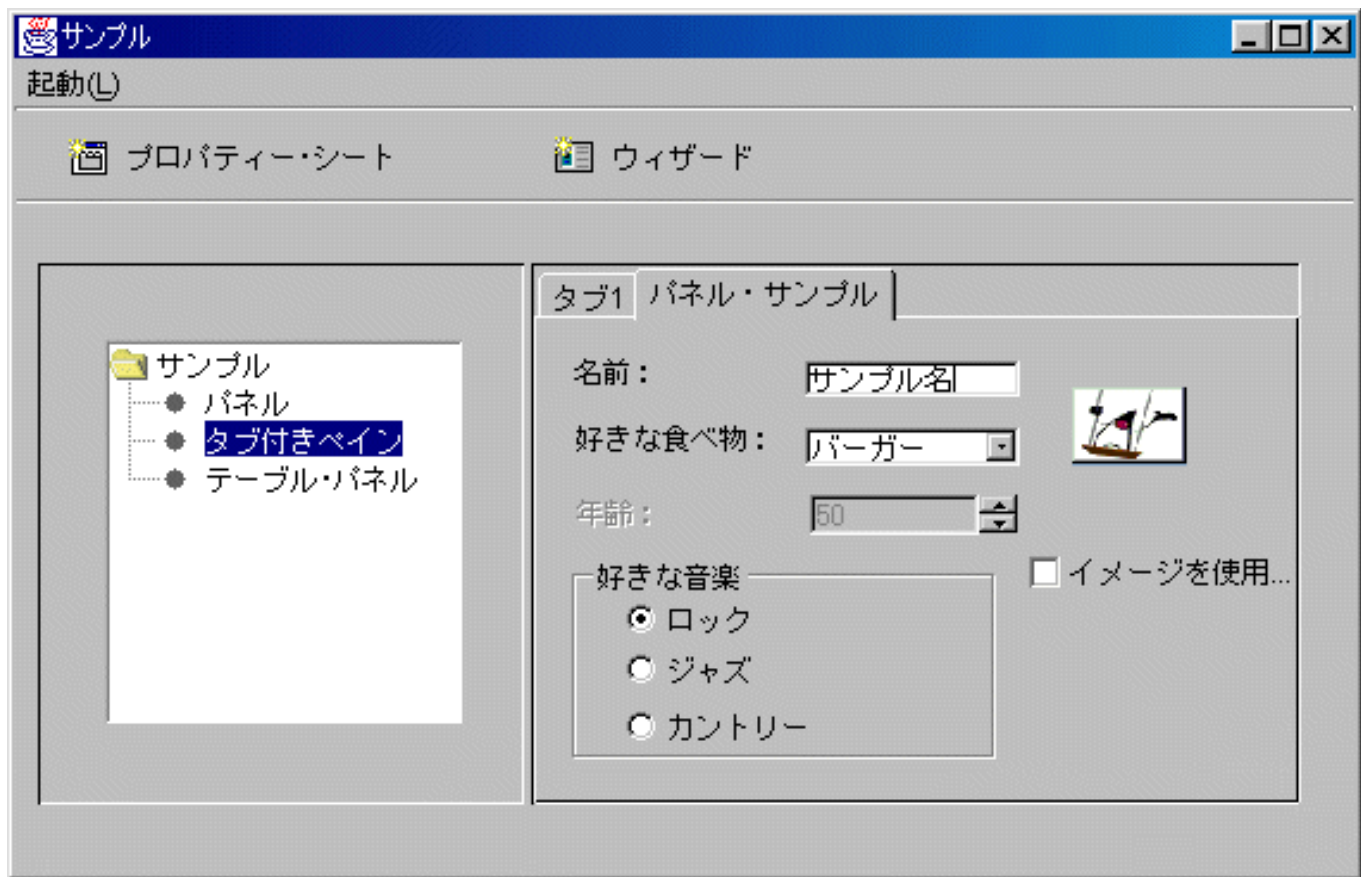 サンプル
起動(L)
プロパティー・シート
ウィザード
サンプル
パネル
タブ付きペイン
テーブル・パネル
タブ1
パネル・サンプル
名前：
サンプル名
好きな食べ物：
バーガー
年齢：
50
イメージを使用...
好きな音楽
ロック
ジャズ
カントリー